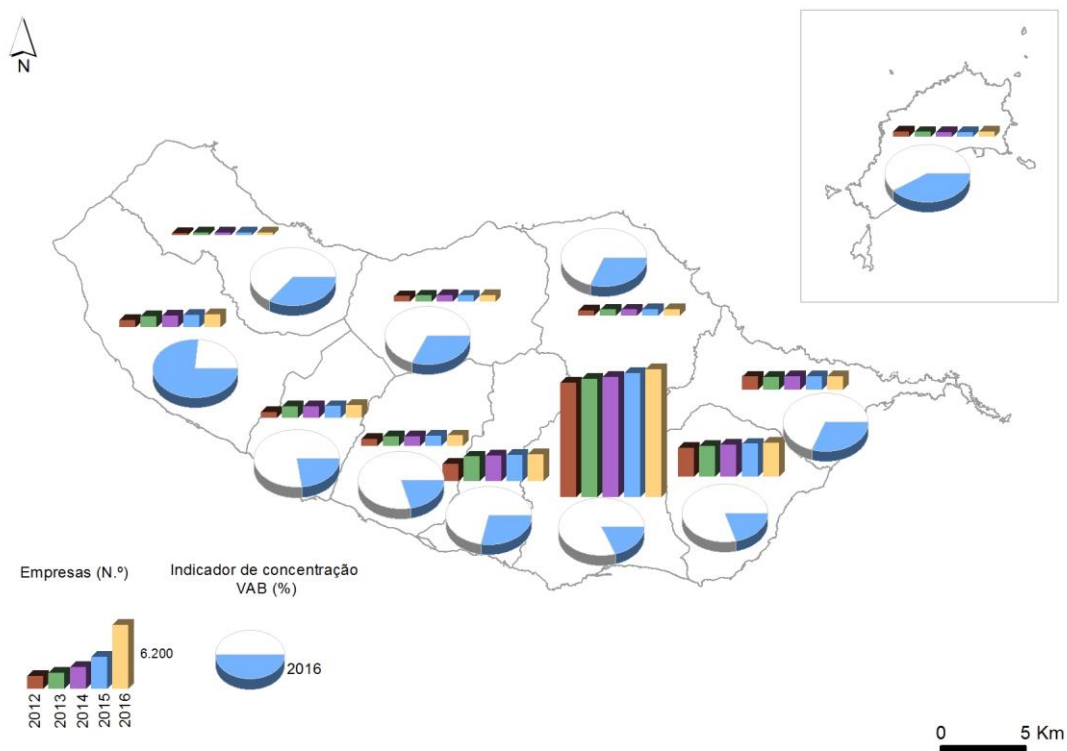 N
Empresas (N.º)
6.200
2012
2013
2014
2015
2016
Indicador de concentração
VAB (%)
2016
0
5 Km